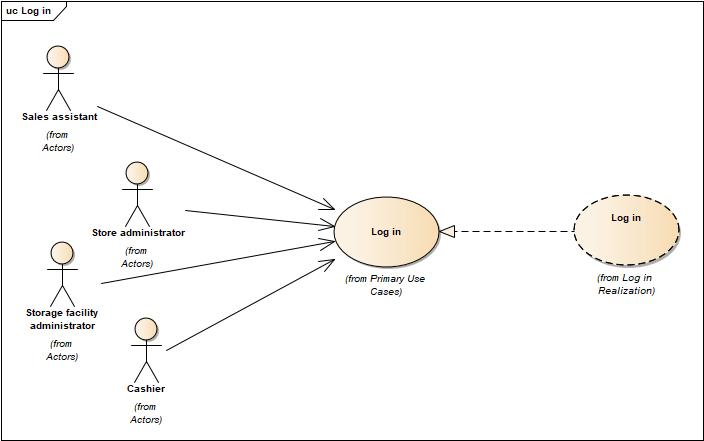 uc Log in
Sales assistant
(from
Actors)
Store administrator
(from
Actors)
Storage facility
administrator
(from
Actors)
Cashier
(from
Actors)
Log in
(from Primary Use
Cases)
Log in
(from Log in
Realization)